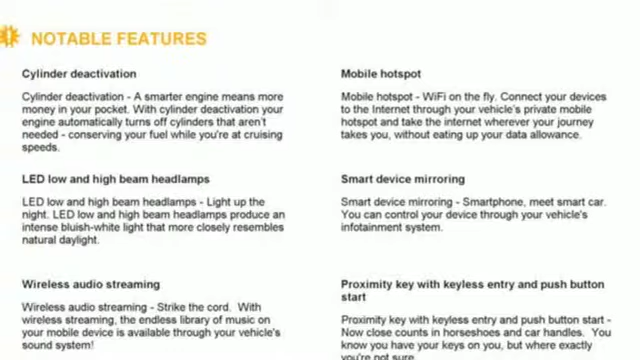 NOTABLE FEATURES
Cylinder deactivation
Cylinder deactivation - A smarter engine means more
money in your pocket. With cylinder deactivation your
engine automatically turns off cylinders that aren't
needed - conserving your fuel while you're at cruising
speeds.
LED low and high beam headlamps
LED low and high beam headlamps - Light up the
night. LED low and high beam headlamps produce an
intense bluish-white light that more closely resembles
natural daylight.
Wireless audio streaming
Wireless audio streaming - Strike the cord. With
wireless streaming, the endless library of music on
your mobile device is available through your vehicle's
sound system!
Mobile hotspot
Mobile hotspot - WiFi on the fly. Connect your devices
to the Internet through your vehicle's private mobile
hotspot and take the internet wherever your journey
takes you, without eating up your data allowance.
Smart device mirroring
Smart device mirroring - Smartphone, meet smart car.
You can control your device through your vehicle's
infotainment system.
Proximity key with keyless entry and push button
start
Proximity key with keyless entry and push button start -
Now close counts in horseshoes and car handles. You
know you have your keys on you, but where exactly
you're not sure.